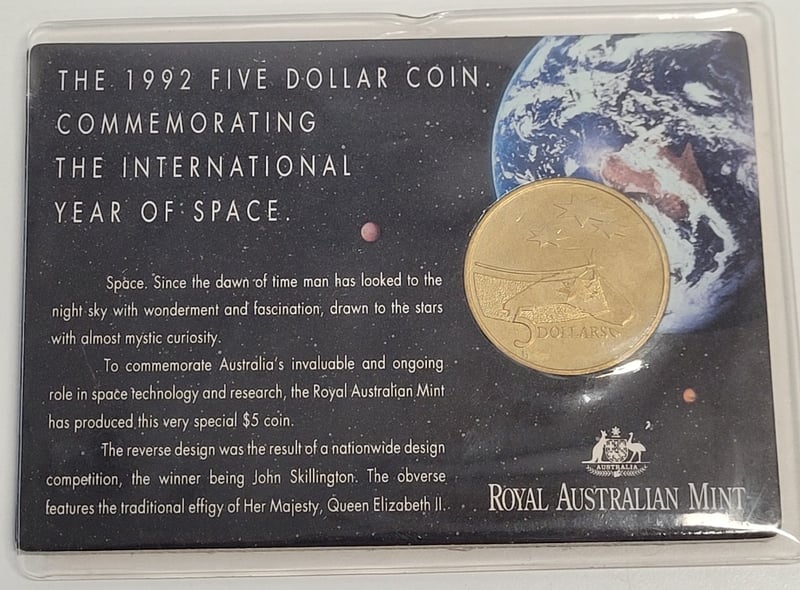 THE 1992 FIVE DOLLAR COIN.
COMMEMORATING
THE INTERNATIONAL
YEAR OF SPACE.
Space. Since the dawn of time man has looked to the
night sky with wonderment and fascination, drawn to the stars
with almost mystic curiosity.
To commemorate Australia's invaluable and ongoing
role in space technology and research, the Royal Australian Mint
has produced this very special $5 coin.
The reverse design was the result of a nationwide design
competition, the winner being John Skillington. The obverse
features the traditional effigy of Her Majesty, Queen Elizabeth II.
5 DOLLARS
AUSTRALIA
ROYAL AUSTRALIAN MINT